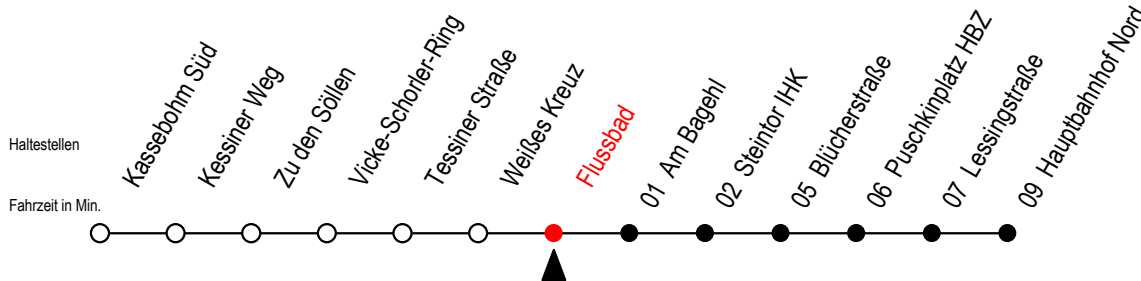 Haltestellen
Fahrzeit in Min.
Kassebohm Süd
Kessiner Weg
Zu den Söllen
Vicke-Schorler-Ring
Tessiner Straße
Weißes Kreuz
Flussbad
01 Am Bagehl
02 Steintor IHK
05 Blücherstraße
06 Puschkinplatz HBZ
07 Lessingstraße
09 Hauptbahnhof Nord